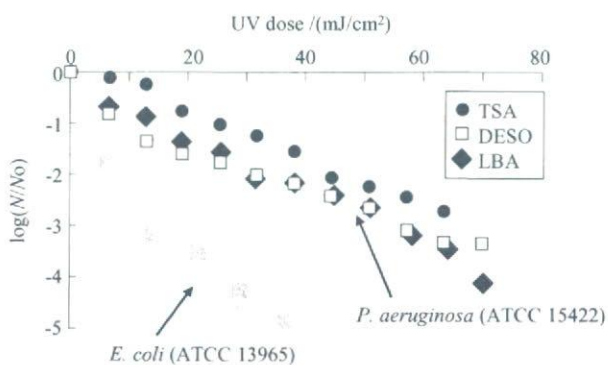 UV dose /(mJ/cm²)
0 20 40 60 80
0
-1
-2
-3
-4
-5
log(N/No)
TSA
DESO
LBA
P. aeruginosa (ATCC 15422)
E. coli (ATCC 13965)